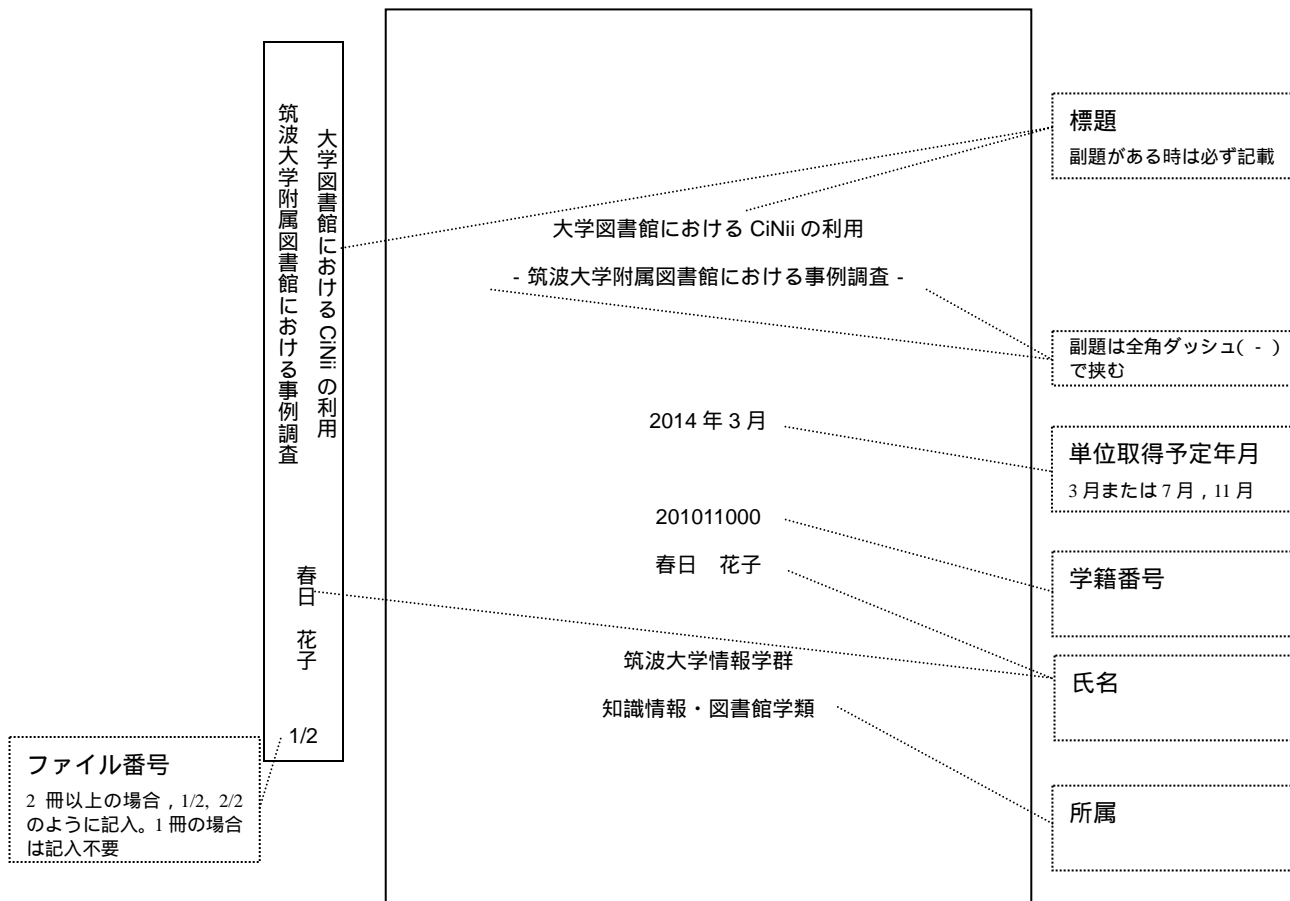 大学図書館における CiNii の利用
筑波大学附属図書館における事例調査
春日　花子
1/2
ファイル番号
2 冊以上の場合，1/2, 2/2
のように記入。1 冊の場合
は記入不要
大学図書館における CiNii の利用
- 筑波大学附属図書館における事例調査 -
2014 年 3 月
201011000
春日　花子
筑波大学情報学群
知識情報・図書館学類
標題
副題がある時は必ず記載
副題は全角ダッシュ( - )
で挟む
単位取得予定年月
3 月または 7 月，11 月
学籍番号
氏名
所属